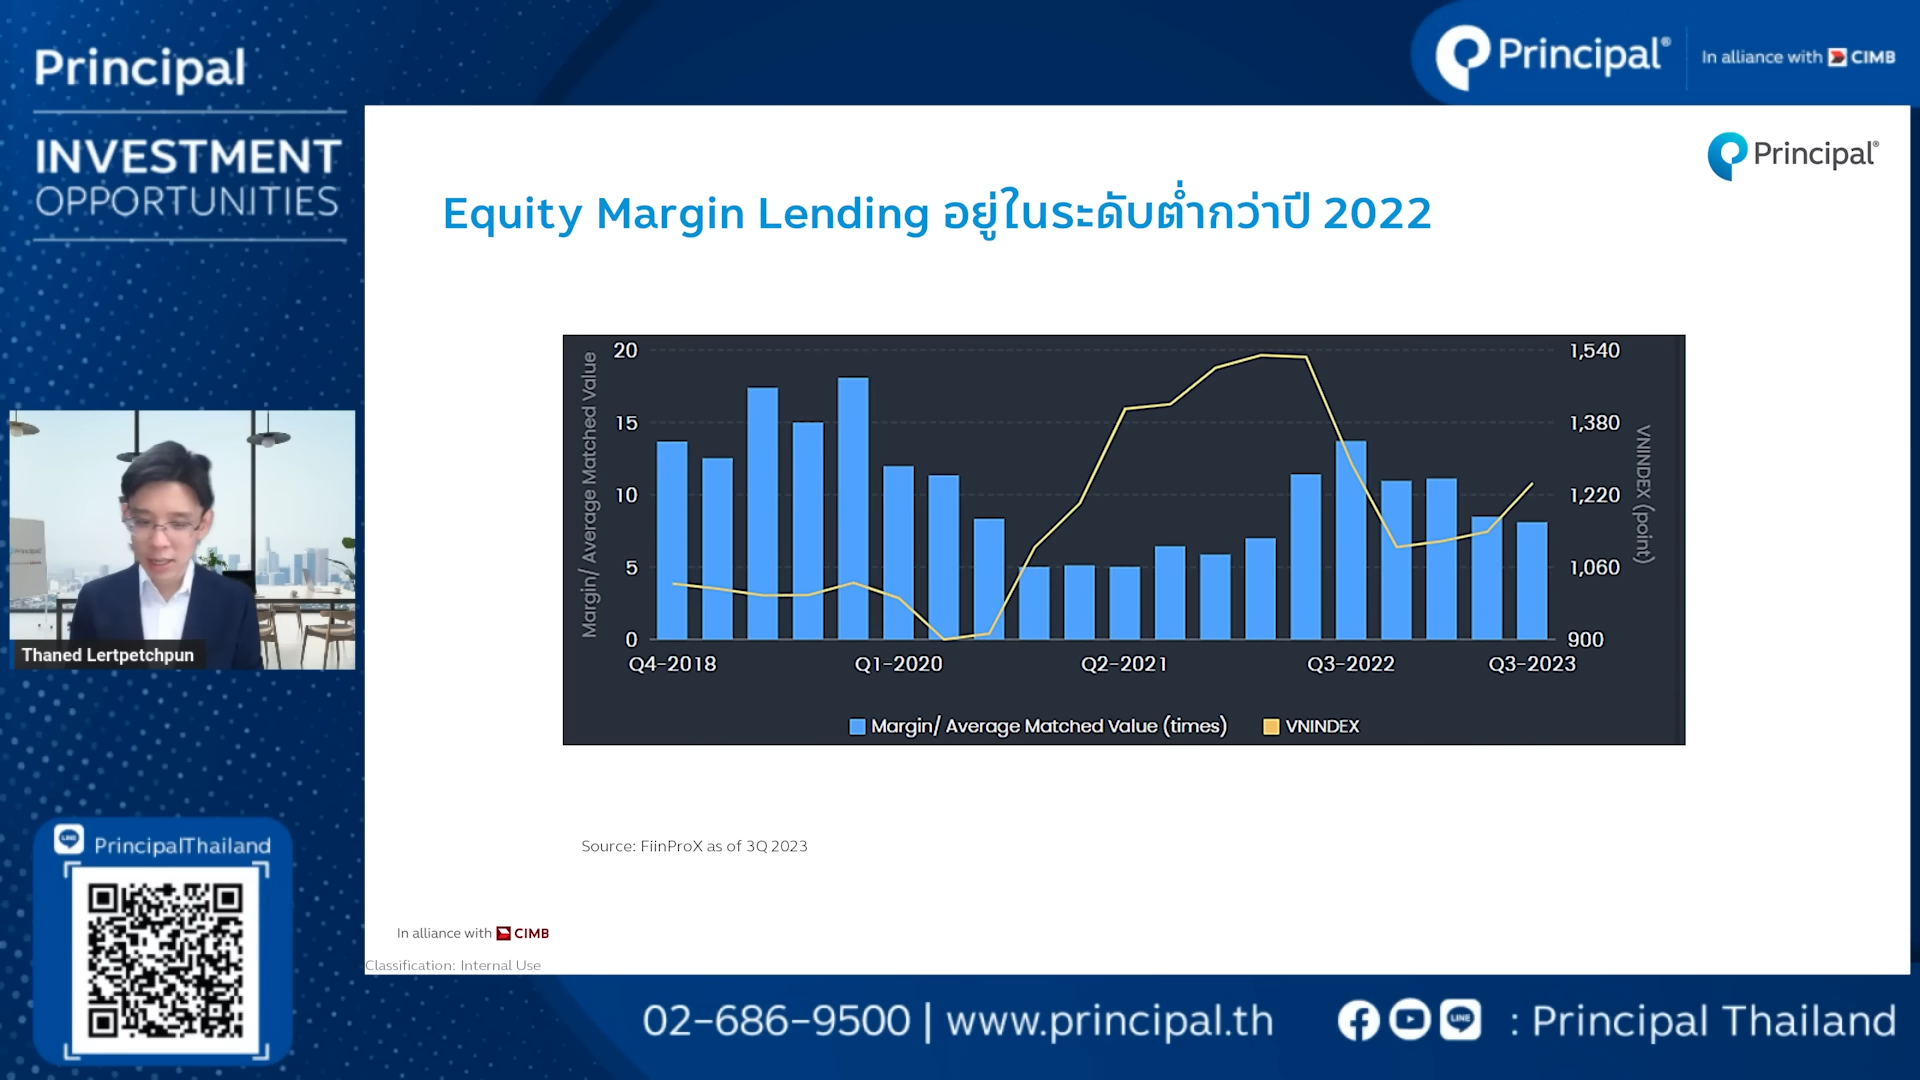 Principal
INVESTMENT
OPPORTUNITIES
Principal®
In alliance with CIMB
Principal®
Equity Margin Lending อยู่ในระดับต่ำกว่าปี 2022
Margin/ Average Matched Value
20
15
10
5
0
1,540
1,380
1,220
1,060
900
VNINDEX (point)
Q4-2018
Q1-2020
Q2-2021
Q3-2022
Q3-2023
Margin/ Average Matched Value (times)
VNINDEX
Source: FiinProX as of 3Q 2023
In alliance with CIMB
Classification: Internal Use
Thaned Lertpetchpun
LINE
PrincipalThailand
02-686-9500 | www.principal.th
LINE
: Principal Thailand